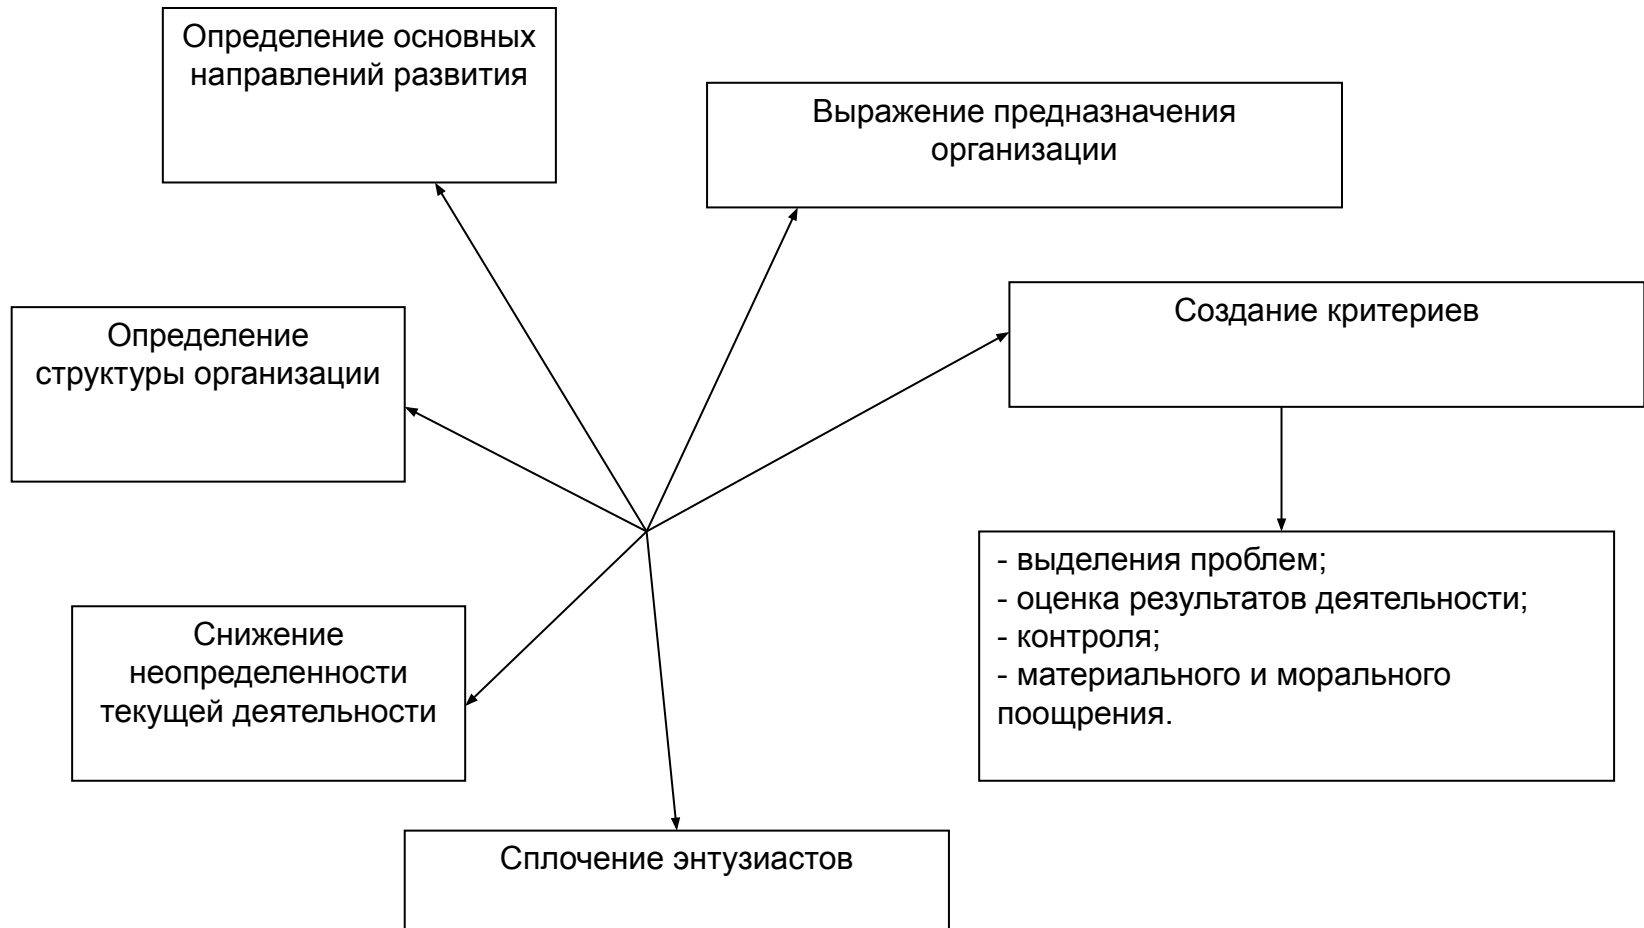 Определение основных
направлений развития
Выражение предназначения
организации
Создание критериев
Определение
структуры организации
- выделения проблем;
- оценка результатов деятельности;
- контроля;
- материального и морального
поощрения.
Снижение
неопределенности
текущей деятельности
Сплочение энтузиастов